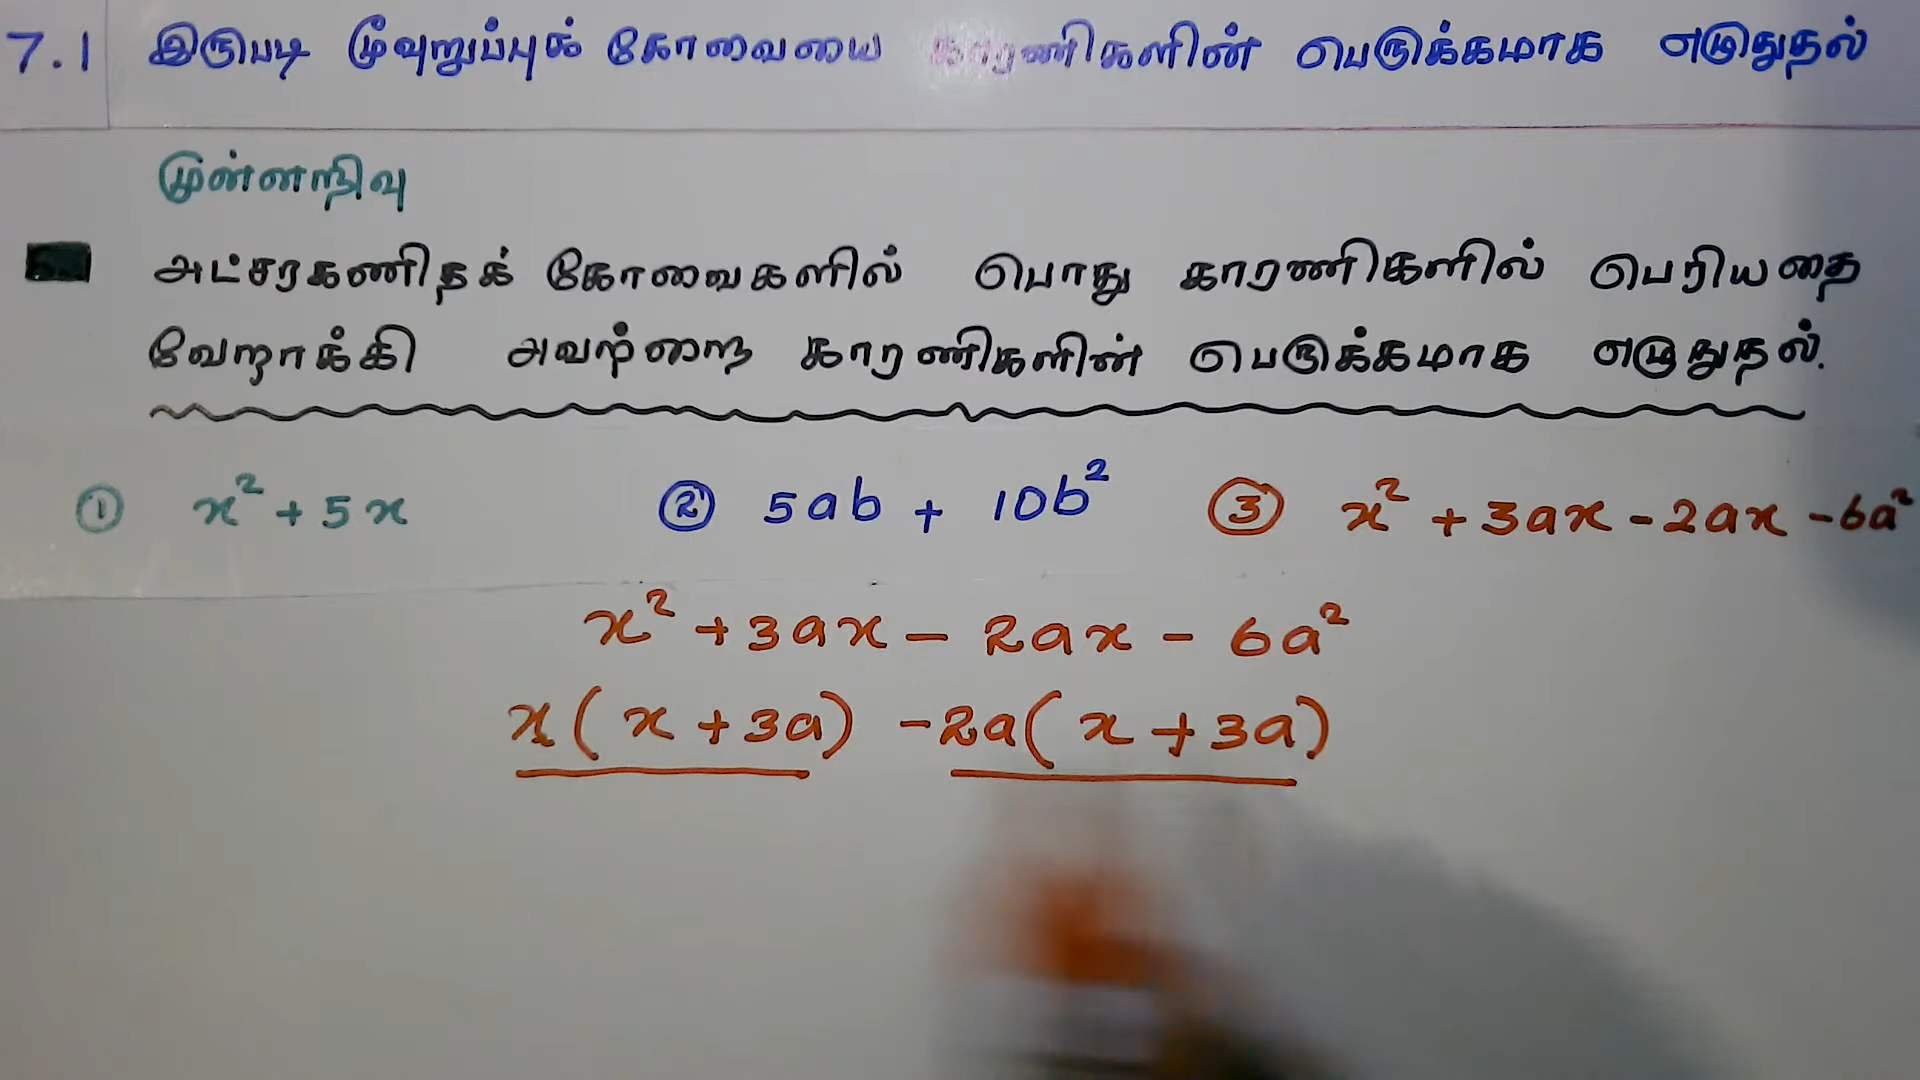 7.1 இருபடி மூவுறுப்புக் கோவையை காரணிகளின் பெருக்கமாக எழுதுதல்
முன்னறிவு
அட்சரகணிதக் கோவைகளில் பொது காரணிகளில் பெரியதை
வேறாக்கி அவற்றை காரணிகளின் பெருக்கமாக எழுதுதல்.
① x² + 5x ② 5ab + 10b² ③ x² + 3ax - 2ax - 6a²
x² + 3ax - 2ax - 6a²
x(x + 3a) - 2a(x + 3a)